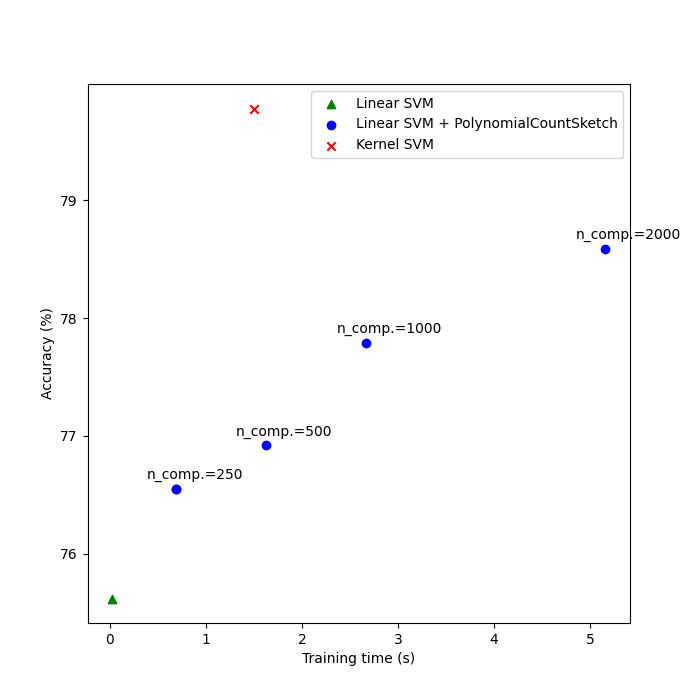 Linear SVM
Linear SVM + PolynomialCountSketch
Kernel SVM
79
n_comp.=2000
78
n_comp.=1000
77
n_comp.=500
n_comp.=250
76
Accuracy (%)
0 1 2 3 4 5
Training time (s)